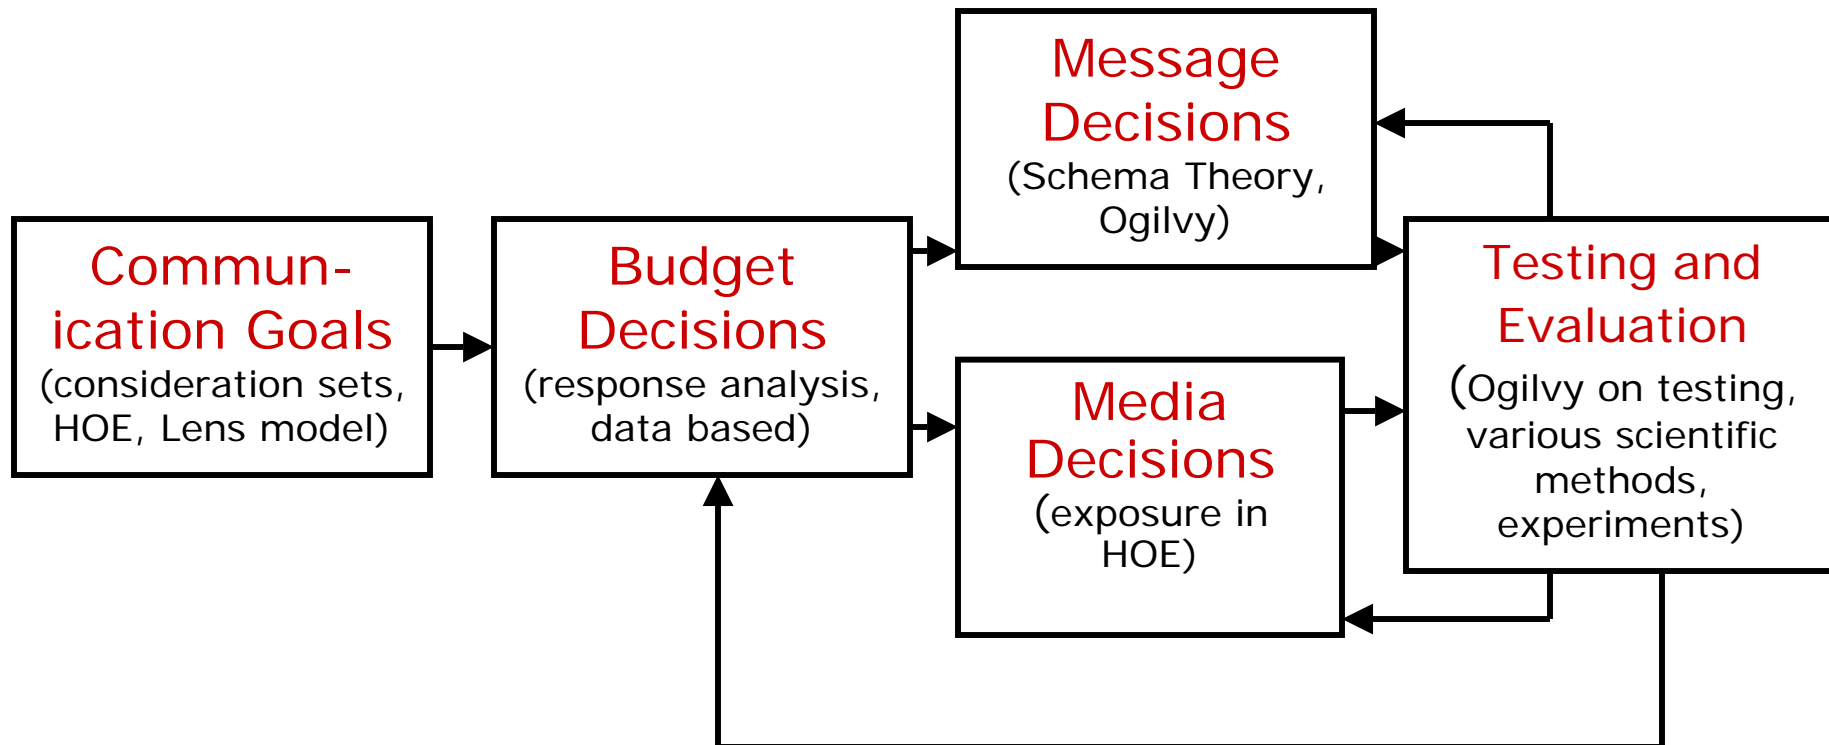 Commun-
ication Goals
(consideration sets,
HOE, Lens model)
Budget
Decisions
(response analysis,
data based)
Message
Decisions
(Schema Theory,
Ogilvy)
Media
Decisions
(exposure in
HOE)
Testing and
Evaluation
(Ogilvy on testing,
various scientific
methods,
experiments)